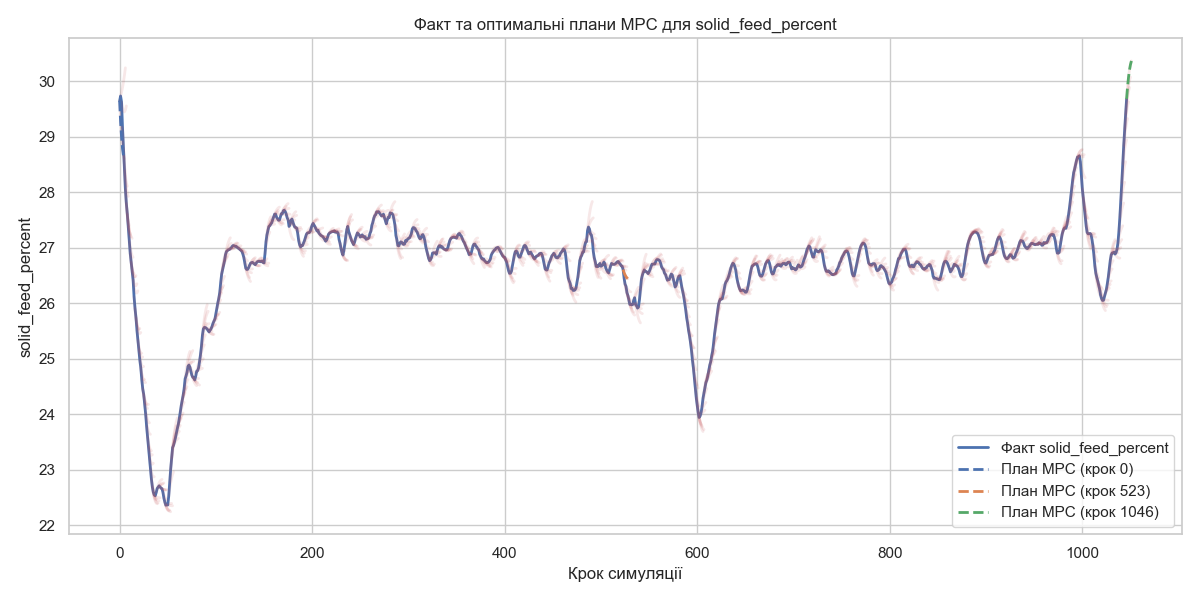 Факт та оптимальні плани MPC для solid_feed_percent
solid_feed_percent
30
29
28
27
26
25
24
23
22
0 200 400 600 800 1000
Крок симуляції
Факт solid_feed_percent
План MPC (крок 0)
План MPC (крок 523)
План MPC (крок 1046)